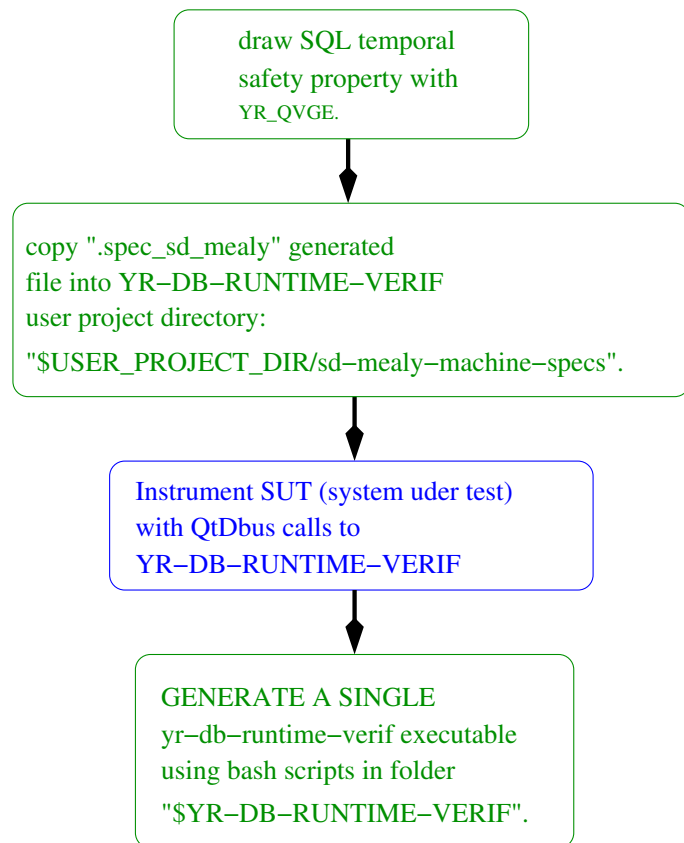 draw SQL temporal
safety property with
YR_QVGE.
copy ".spec_sd_mealy" generated
file into YR−DB−RUNTIME−VERIF
user project directory:
"$USER_PROJECT_DIR/sd−mealy−machine−specs".
Instrument SUT (system uder test)
with QtDbus calls to
YR−DB−RUNTIME−VERIF
GENERATE A SINGLE
yr−db−runtime−verif executable
using bash scripts in folder
"$YR−DB−RUNTIME−VERIF".